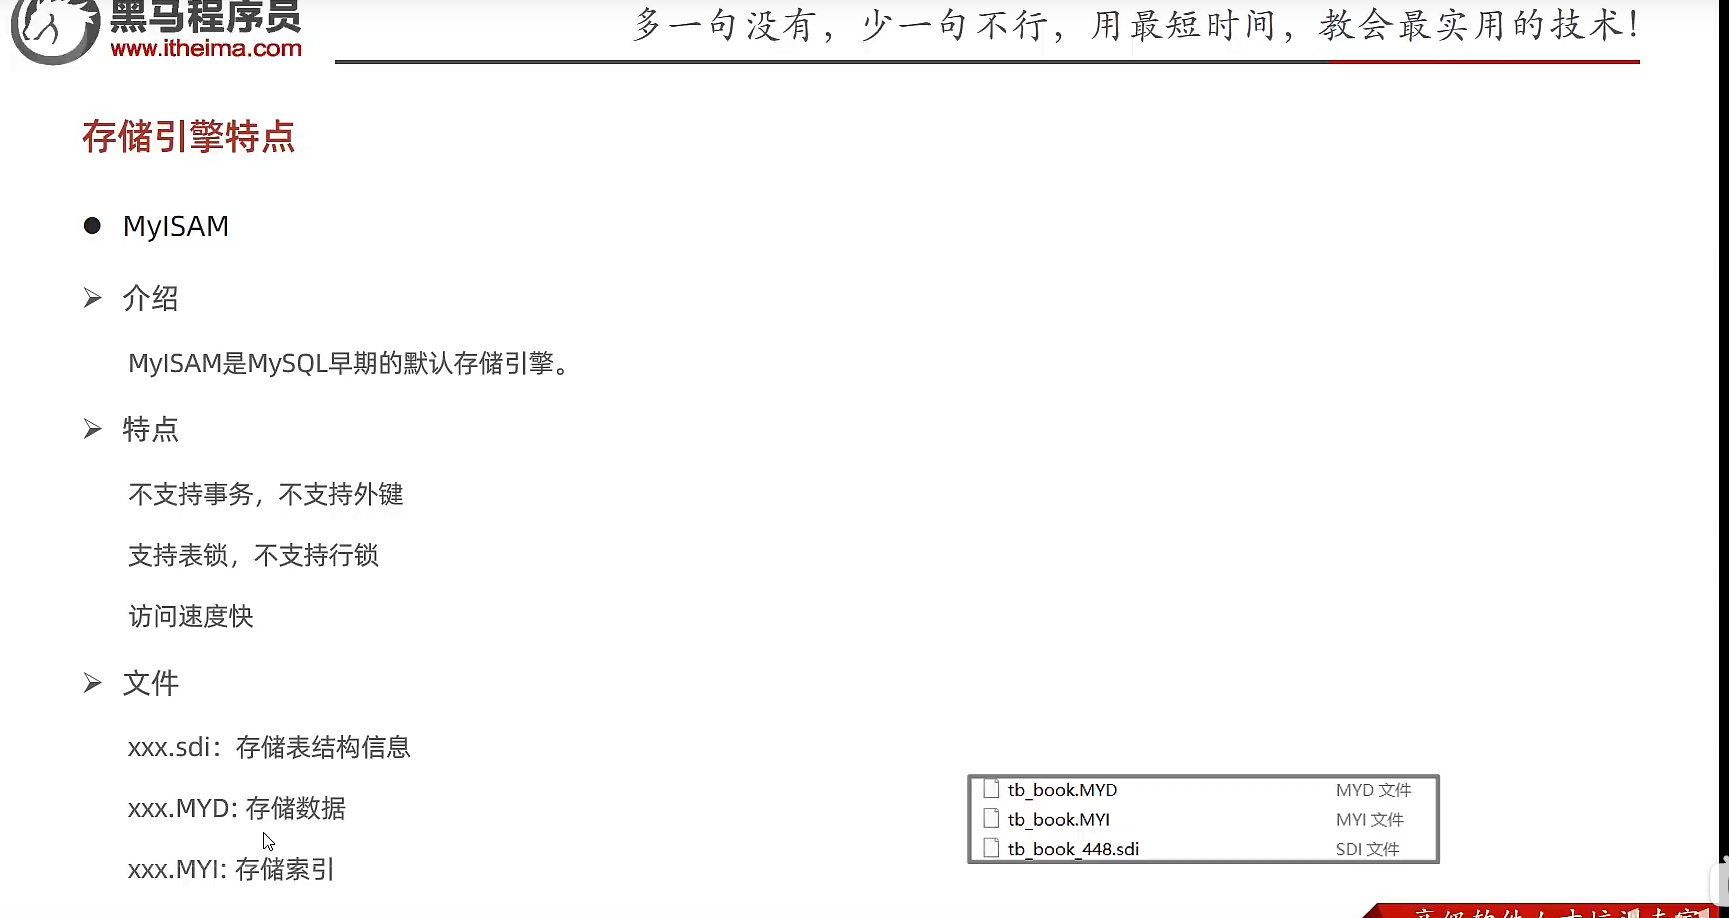 黑马程序员
www.itheima.com
多一句没有，少一句不行，用最短时间，教会最实用的技术！
存储引擎特点
● MyISAM
➢ 介绍
MyISAM是MySQL早期的默认存储引擎。
➢ 特点
不支持事务，不支持外键
支持表锁，不支持行锁
访问速度快
➢ 文件
xxx.sdi：存储表结构信息
xxx.MYD: 存储数据
xxx.MYI: 存储索引
tb_book.MYD MYD 文件
tb_book.MYI MYI 文件
tb_book_448.sdi SDI 文件